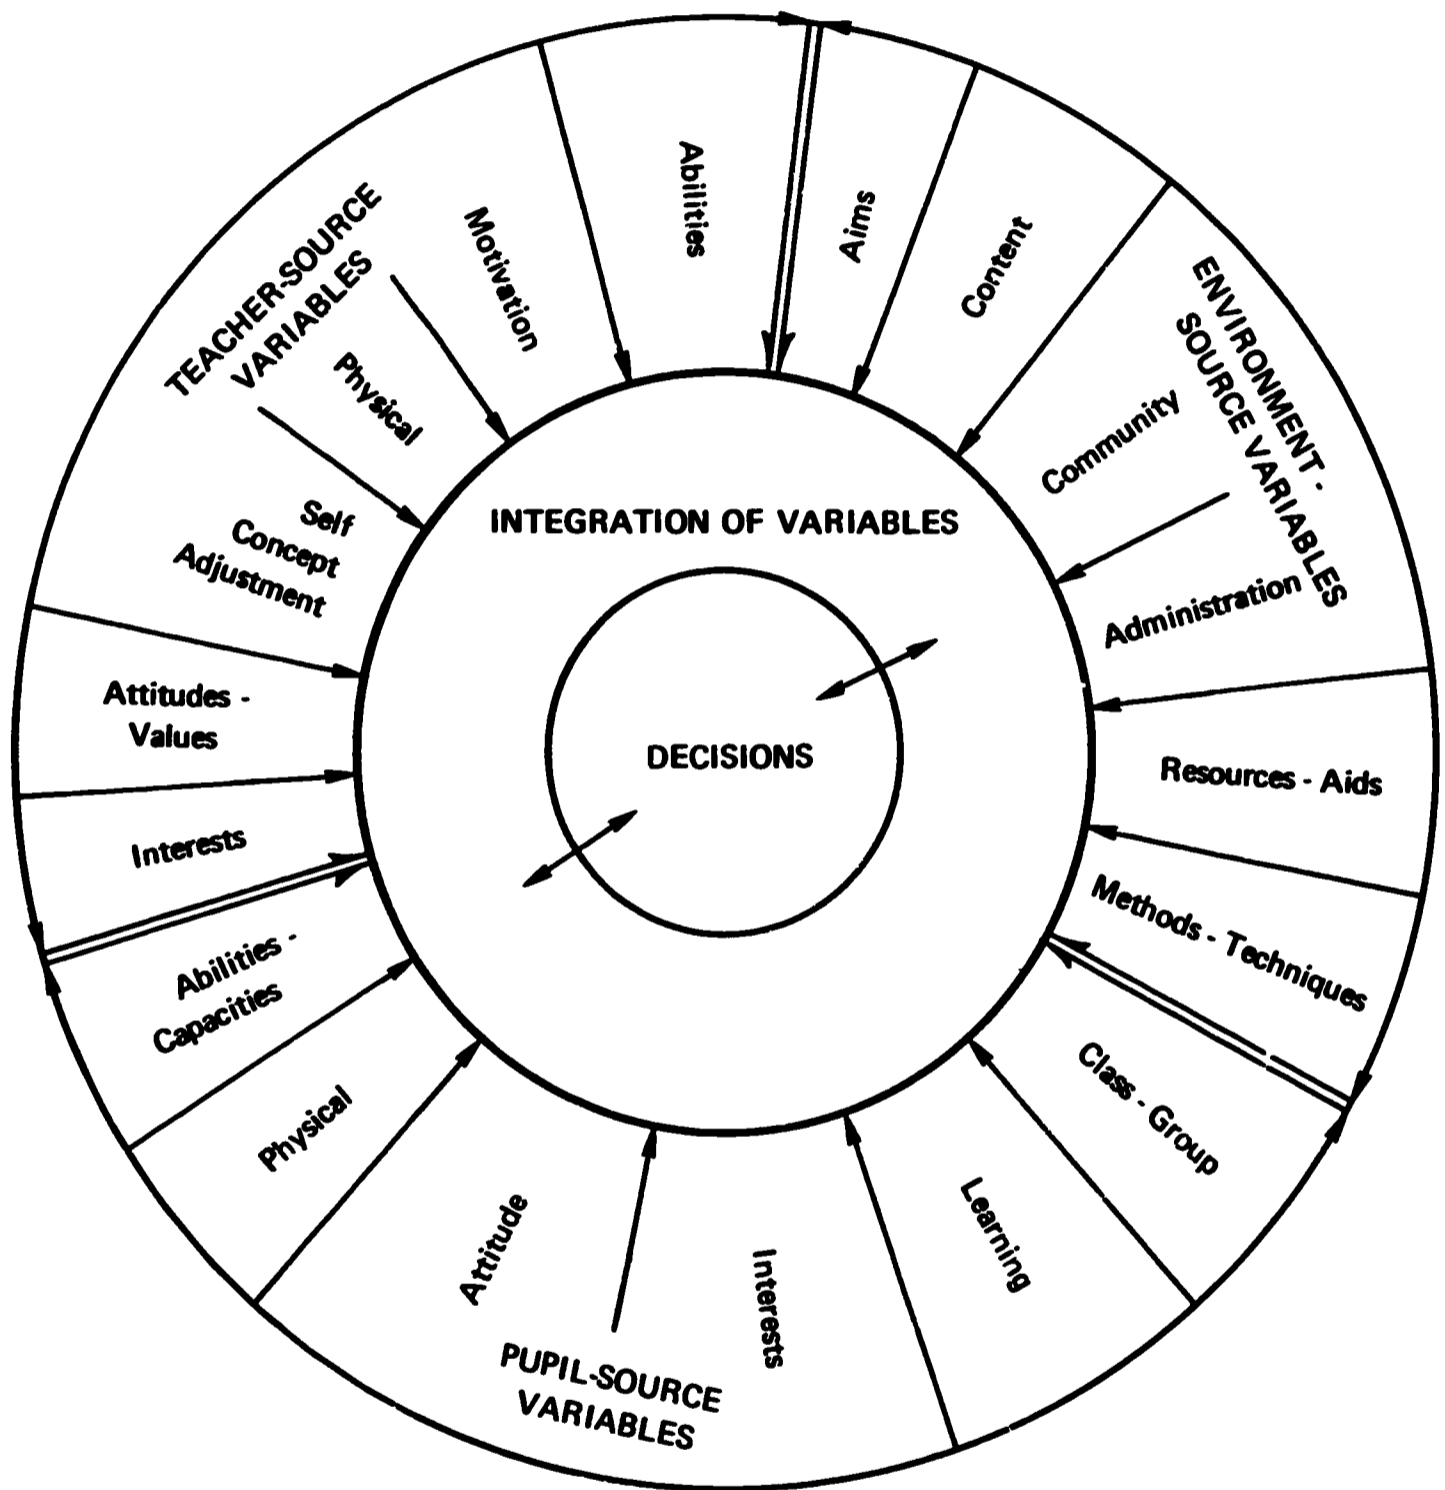 TEACHER-SOURCE
VARIABLES
Abilities
Motivation
Physical
Self
Concept
Adjustment
Attitudes -
Values
Interests
ENVIRONMENT -
SOURCE VARIABLES
Aims
Content
Community
Administration
Resources - Aids
Methods - Techniques
PUPIL-SOURCE
VARIABLES
Class - Group
Learning
Interests
Attitude
Physical
Abilities -
Capacities
INTEGRATION OF VARIABLES
DECISIONS